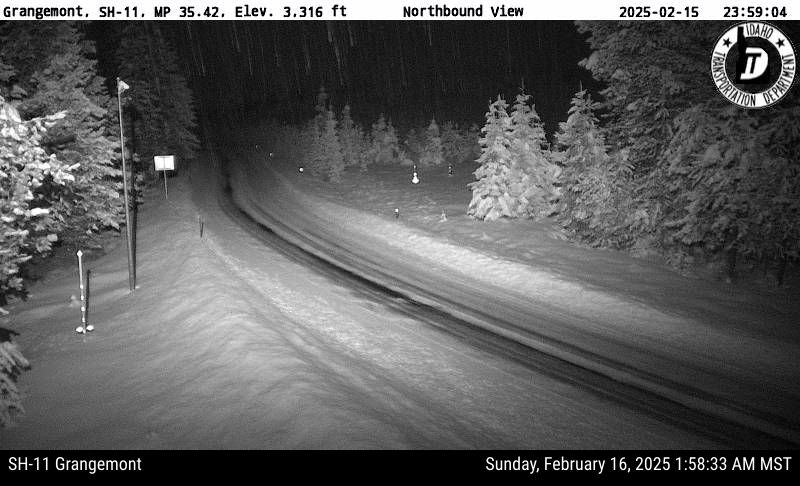 Grangemont, SH-11, MP 35.42, Elev. 3,316 ft Northbound View 2025-02-15 23:59:04
IDAHO
TRANSPORTATION DEPARTMENT
SH-11 Grangemont Sunday, February 16, 2025 1:58:33 AM MST